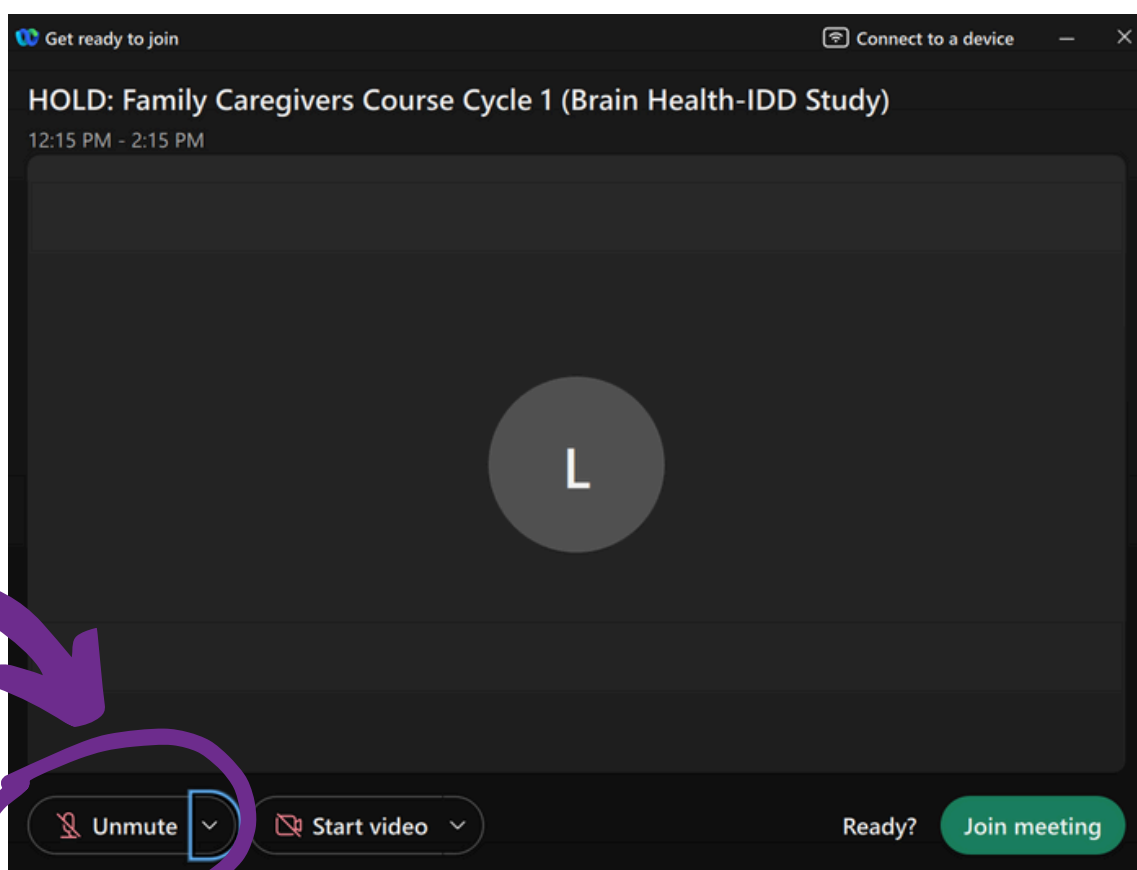 Get ready to join Connect to a device
HOLD: Family Caregivers Course Cycle 1 (Brain Health-IDD Study)
12:15 PM - 2:15 PM
L
Unmute Start video Ready? Join meeting